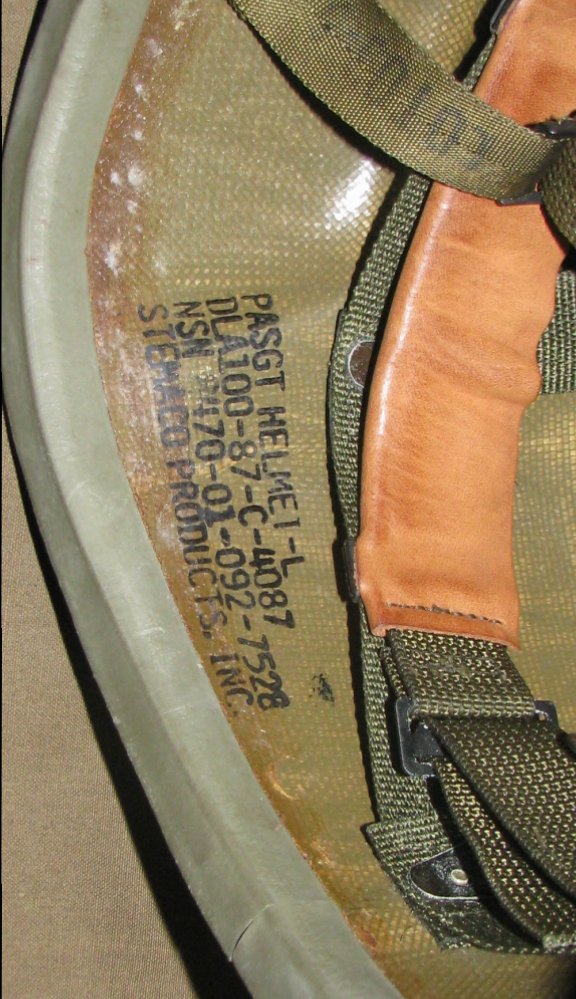 PASGT HELMET-L
DLA100-87-C-4087
NSN 8470-01-092-7528
STEMACO PRODUCTS, INC.